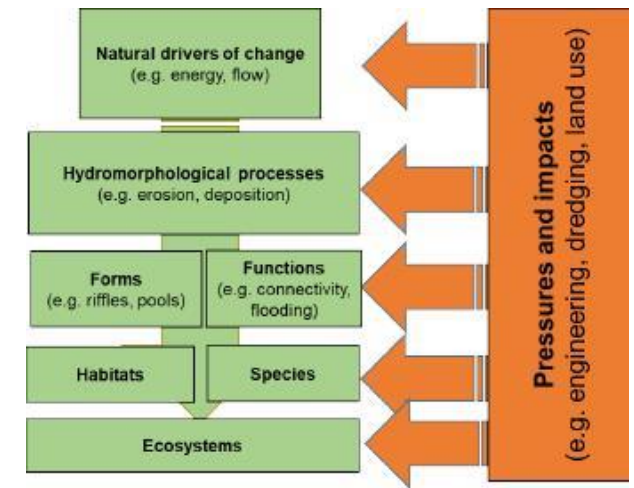 Natural drivers of change
(e.g. energy, flow)
Hydromorphological processes
(e.g. erosion, deposition)
Forms
(e.g. riffles, pools)
Functions
(e.g. connectivity,
flooding)
Habitats
Species
Ecosystems
Pressures and impacts
(e.g. engineering, dredging, land use)